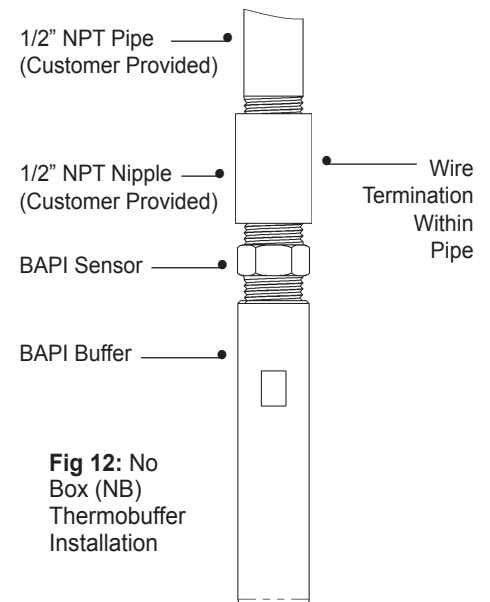 1/2” NPT Pipe
(Customer Provided)
1/2” NPT Nipple
(Customer Provided)
Wire
Termination
Within
Pipe
BAPI Sensor
BAPI Buffer
Fig 12: No
Box (NB)
Thermobuffer
Installation